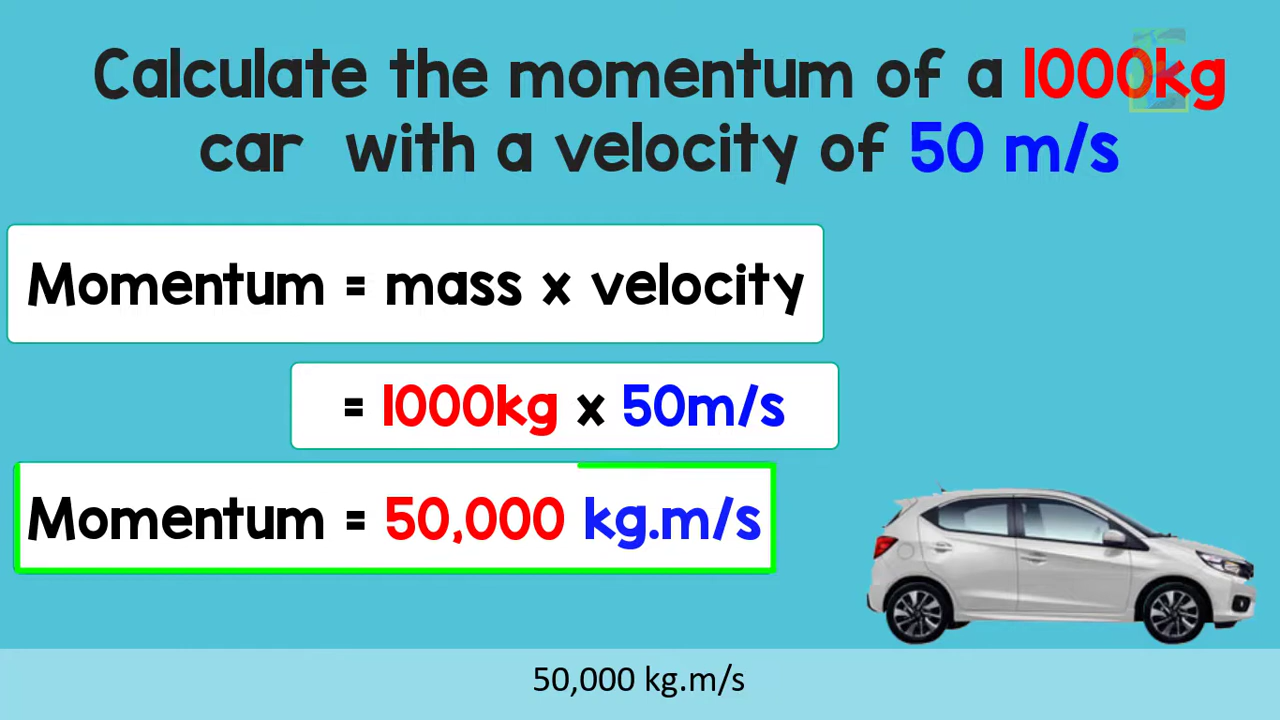 Calculate the momentum of a 1000kg
car with a velocity of 50 m/s
Momentum = mass x velocity
= 1000kg x 50m/s
Momentum = 50,000 kg.m/s
50,000 kg.m/s